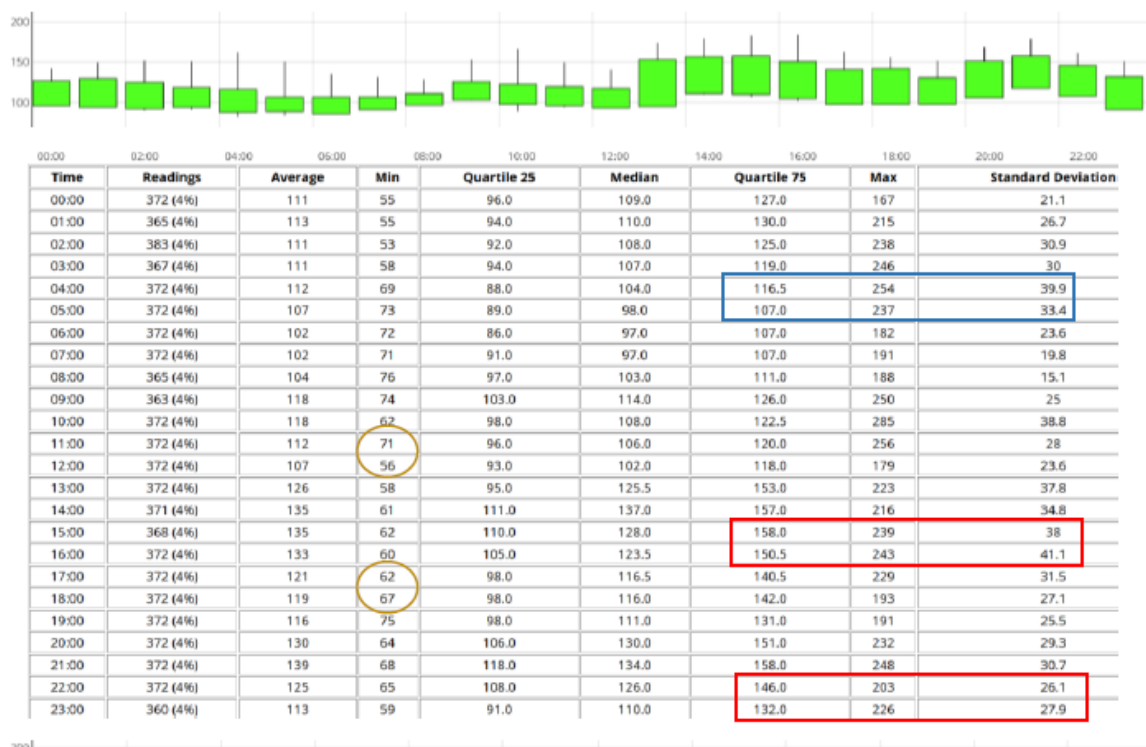 200
150
100
00:00 02:00 04:00 06:00 08:00 10:00 12:00 14:00 16:00 18:00 20:00 22:00
Time Readings Average Min Quartile 25 Median Quartile 75 Max Standard Deviation
00:00 372 (4%) 111 55 96.0 109.0 127.0 167 21.1
01:00 365 (4%) 113 55 94.0 110.0 130.0 215 26.7
02:00 383 (4%) 111 53 92.0 108.0 125.0 238 30.9
03:00 367 (4%) 111 58 94.0 107.0 119.0 246 30
04:00 372 (4%) 112 69 88.0 104.0 116.5 254 39.9
05:00 372 (4%) 107 73 89.0 98.0 107.0 237 33.4
06:00 372 (4%) 102 72 86.0 97.0 107.0 182 23.6
07:00 372 (4%) 102 71 91.0 97.0 107.0 191 19.8
08:00 365 (4%) 104 76 97.0 103.0 111.0 188 15.1
09:00 363 (4%) 118 74 103.0 114.0 126.0 250 25
10:00 372 (4%) 118 62 98.0 108.0 122.5 285 38.8
11:00 372 (4%) 112 71 96.0 106.0 120.0 256 28
12:00 372 (4%) 107 56 93.0 102.0 118.0 179 23.6
13:00 372 (4%) 126 58 95.0 125.5 153.0 223 37.8
14:00 371 (4%) 135 61 111.0 137.0 157.0 216 34.8
15:00 368 (4%) 135 62 110.0 128.0 158.0 239 38
16:00 372 (4%) 133 60 105.0 123.5 150.5 243 41.1
17:00 372 (4%) 121 62 98.0 116.5 140.5 229 31.5
18:00 372 (4%) 119 67 98.0 116.0 142.0 193 27.1
19:00 372 (4%) 116 75 98.0 111.0 131.0 191 25.5
20:00 372 (4%) 130 64 106.0 130.0 151.0 232 29.3
21:00 372 (4%) 139 68 118.0 134.0 158.0 248 30.7
22:00 372 (4%) 125 65 108.0 126.0 146.0 203 26.1
23:00 360 (4%) 113 59 91.0 110.0 132.0 226 27.9